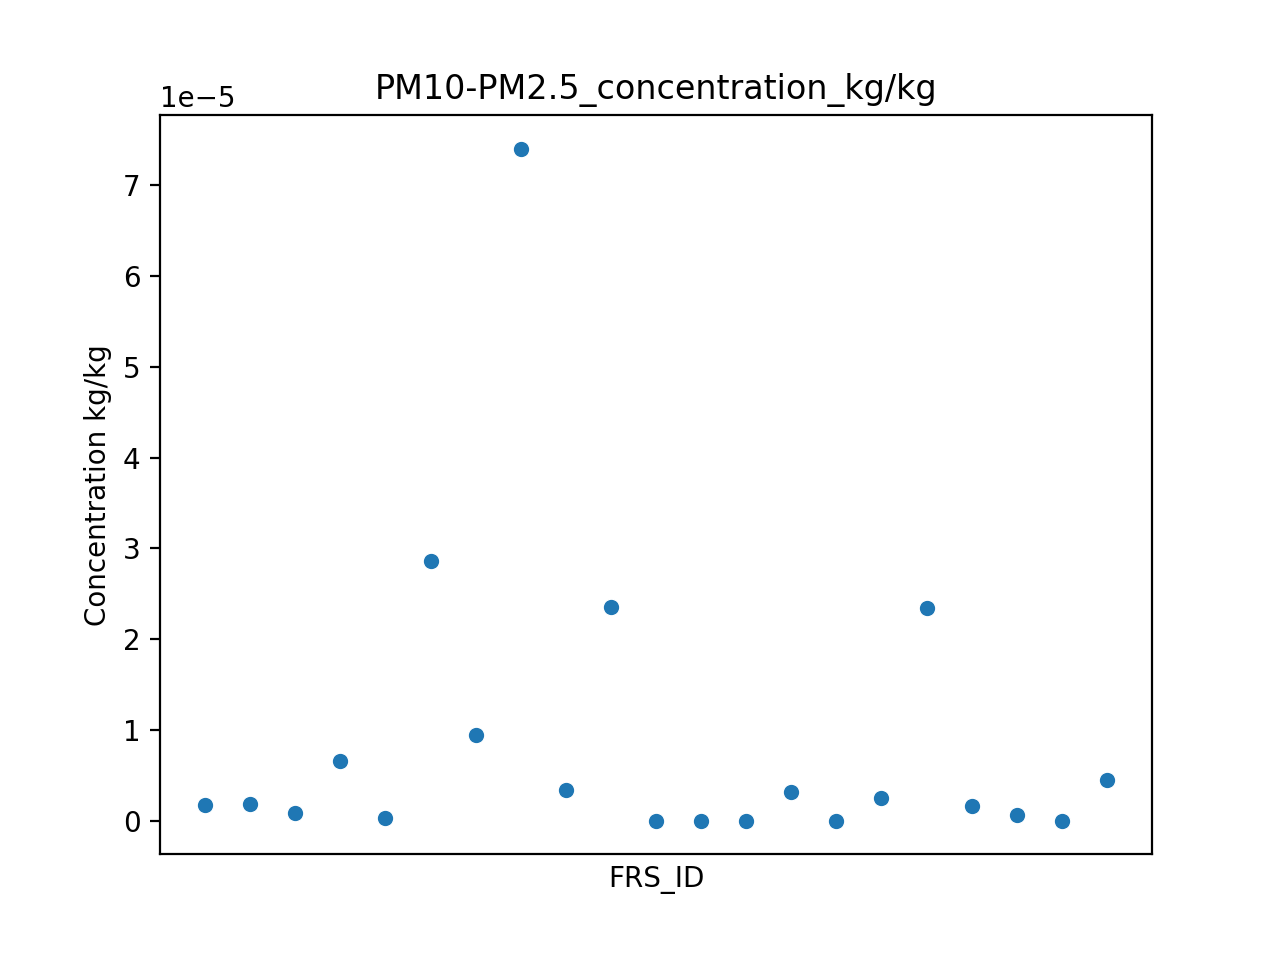 PM10-PM2.5_concentration_kg/kg
1e−5
7
6
5
4
3
2
1
0
Concentration kg/kg
FRS_ID